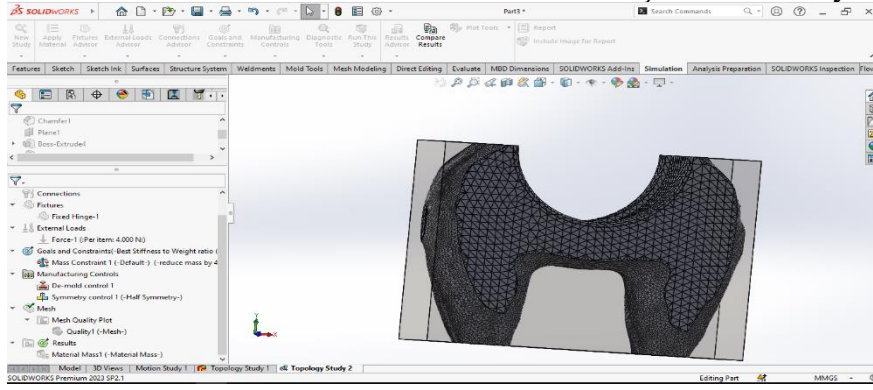 SOLIDWORKS
Part3 *
Search Commands
New Study
Apply Material
Fixtures Advisor
External Loads Advisor
Connections Advisor
Goals and Constraints
Manufacturing Controls
Diagnostic Tools
Run This Study
Results Advisor
Compare Results
Plot Tools
Report
Include Image for Report
Features Sketch Sketch Ink Surfaces Structure System Weldments Mold Tools Mesh Modeling Direct Editing Evaluate MBD Dimensions SOLIDWORKS Add-Ins Simulation Analysis Preparation SOLIDWORKS Inspection Flow
Chamfer1
Plane1
Boss-Extrude4
Connections
Fixtures
Fixed Hinge-1
External Loads
Force-1 (:Per item: 4.000 N:)
Goals and Constraints(-Best Stiffness to Weight ratio (
Mass Constraint 1 (-Default-) (-reduce mass by 4
Manufacturing Controls
De-mold control 1
Symmetry control 1 (-Half Symmetry-)
Mesh
Mesh Quality Plot
Quality1 (-Mesh-)
Results
Material Mass1 (-Material Mass-)
Y
X
Model 3D Views Motion Study 1 Topology Study 1 Topology Study 2
SOLIDWORKS Premium 2023 SP2.1 Editing Part MMGS